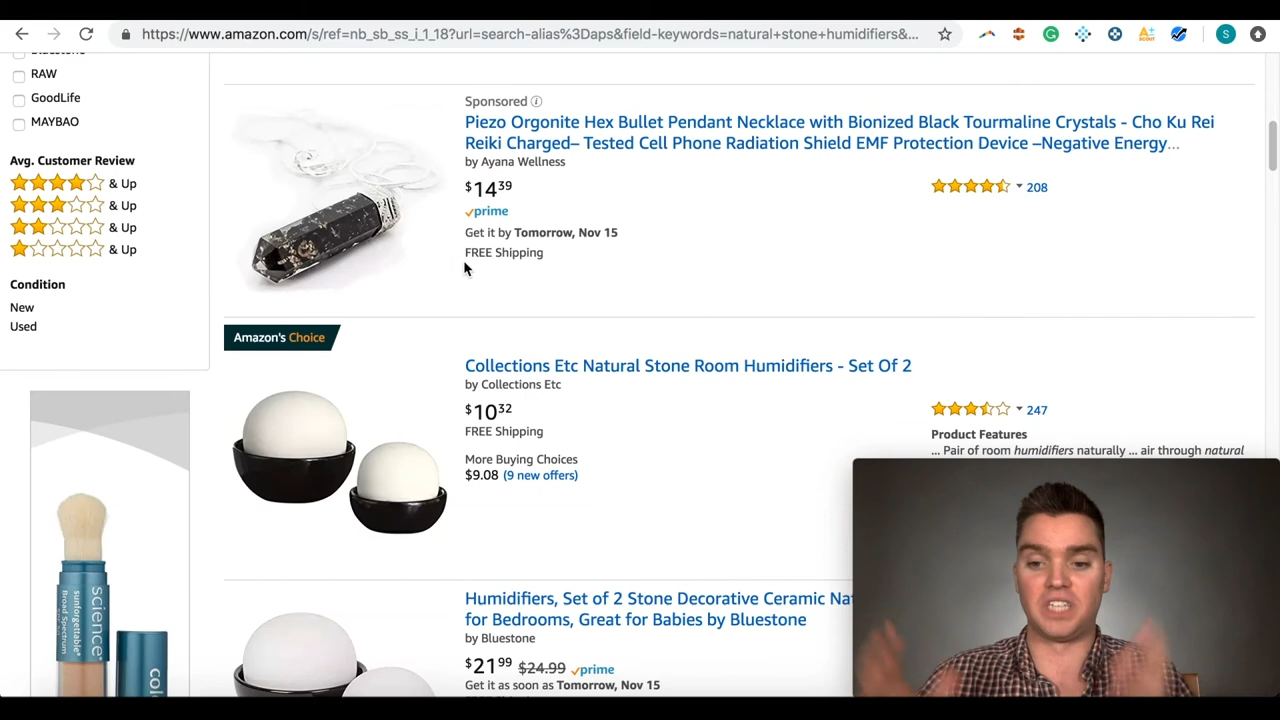 https://www.amazon.com/s/ref=nb_sb_ss_i_1_18?url=search-alias%3Daps&field-keywords=natural+stone+humidifiers&...
S
RAW
GoodLife
MAYBAO
Avg. Customer Review
& Up
& Up
& Up
& Up
Condition
New
Used
Sponsored
Piezo Orgonite Hex Bullet Pendant Necklace with Bionized Black Tourmaline Crystals - Cho Ku Rei
Reiki Charged– Tested Cell Phone Radiation Shield EMF Protection Device –Negative Energy...
by Ayana Wellness
$14.39
prime
208
Get it by Tomorrow, Nov 15
FREE Shipping
Amazon's Choice
Collections Etc Natural Stone Room Humidifiers - Set Of 2
by Collections Etc
$10.32
247
FREE Shipping
Product Features
... Pair of room humidifiers naturally ... air through natural
More Buying Choices
$9.08 (9 new offers)
Humidifiers, Set of 2 Stone Decorative Ceramic
for Bedrooms, Great for Babies by Bluestone
by Bluestone
$21.99 $24.99 prime
Get it as soon as Tomorrow, Nov 15
science
sunforgettable
Broad Spectrum